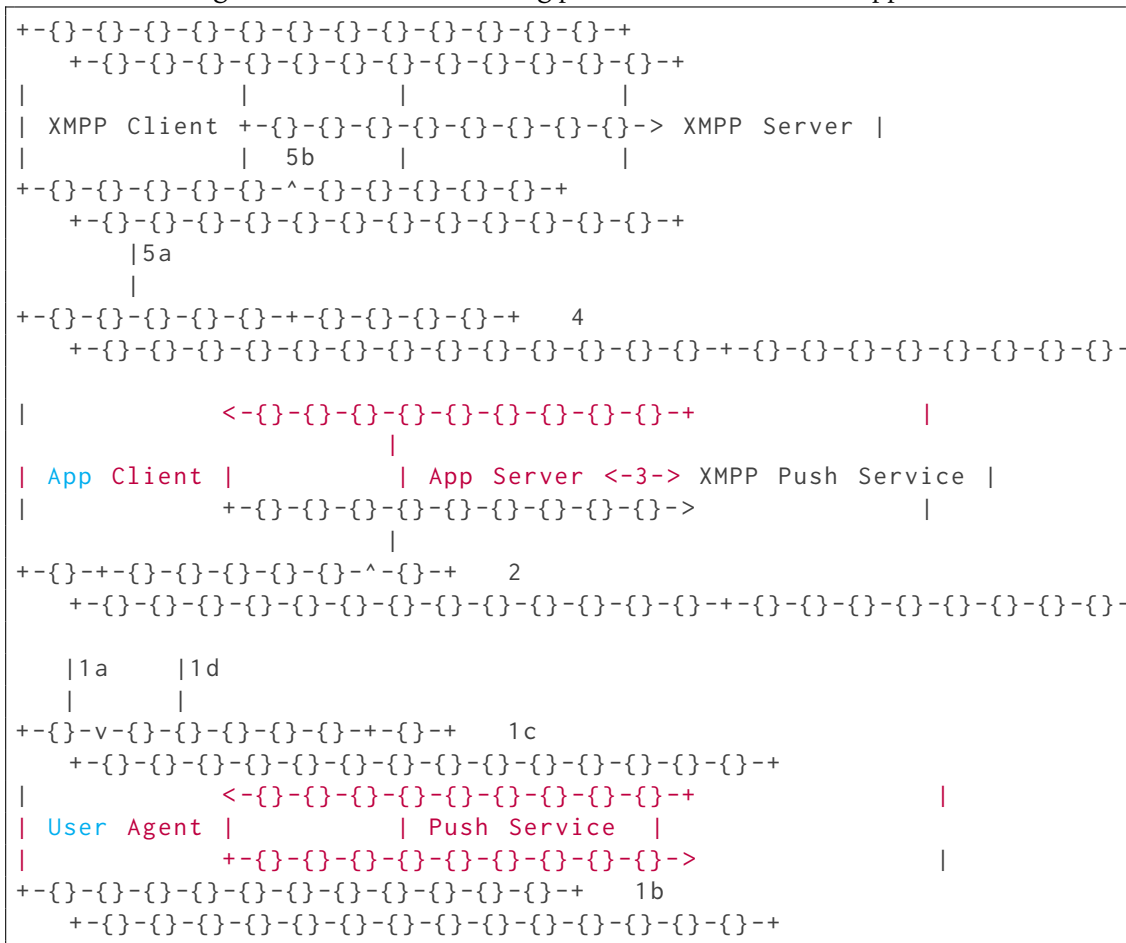 +-{}-{}-{}-{}-{}-{}-{}-{}-{}-{}-{}-{}-+
+-{}-{}-{}-{}-{}-{}-{}-{}-{}-{}-{}-{}-+
| | | |
| XMPP Client +-{}-{}-{}-{}-{}-{}-{}-{}-> XMPP Server |
| | 5b | |
+-{}-{}-{}-{}-{}-^-{}-{}-{}-{}-{}-+
+-{}-{}-{}-{}-{}-{}-{}-{}-{}-{}-{}-{}-+
|5a
|
+-{}-{}-{}-{}-{}-+-{}-{}-{}-{}-+ 4
+-{}-{}-{}-{}-{}-{}-{}-{}-{}-{}-{}-{}-{}-+-{}-{}-{}-{}-{}-{}-{}-{}-
| <-{}-{}-{}-{}-{}-{}-{}-{}-{}-+ |
|
| App Client | | App Server <-3-> XMPP Push Service |
| +-{}-{}-{}-{}-{}-{}-{}-{}-{}-> |
|
+-{}-+-{}-{}-{}-{}-{}-^-{}-+ 2
+-{}-{}-{}-{}-{}-{}-{}-{}-{}-{}-{}-{}-{}-+-{}-{}-{}-{}-{}-{}-{}-{}-
|1a |1d
| |
+-{}-v-{}-{}-{}-{}-{}-+-{}-+ 1c
+-{}-{}-{}-{}-{}-{}-{}-{}-{}-{}-{}-{}-{}-{}-+
| <-{}-{}-{}-{}-{}-{}-{}-{}-{}-+ |
| User Agent | | Push Service |
| +-{}-{}-{}-{}-{}-{}-{}-{}-{}-> |
+-{}-{}-{}-{}-{}-{}-{}-{}-{}-{}-{}-+ 1b
+-{}-{}-{}-{}-{}-{}-{}-{}-{}-{}-{}-{}-{}-{}-+